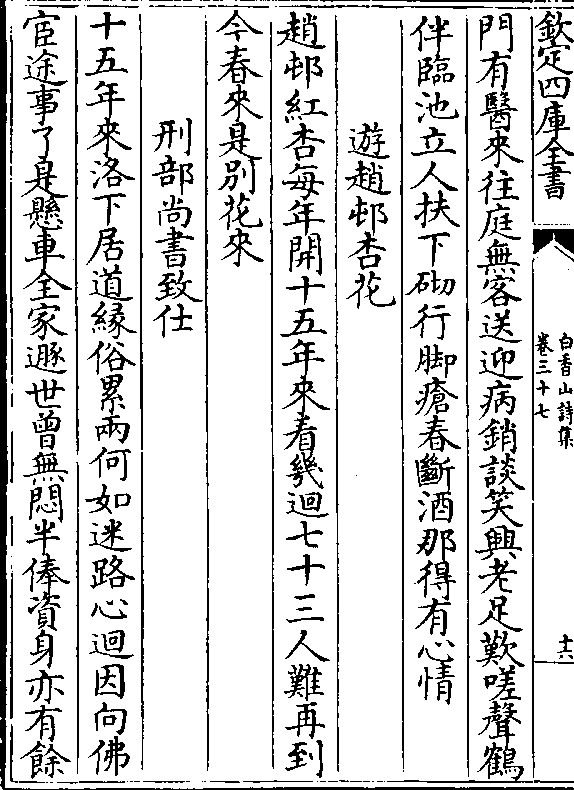 欽定四庫全書
白香山詩集
卷三十七
十六
門有醫來往庭無客送迎病銷談笑興老足歎嗟聲鶴
伴臨池立人扶下砌行脚瘡春斷酒那得有心情
遊趙邨杏花
趙邨紅杏每年開十五年來看幾迴七十三人難再到
今春來是别花來
刑部尚書致仕
十五年來洛下居道縁俗累兩何如迷路心迴因向佛
宦途事了是懸車全家遯世曾無悶半俸資身亦有餘